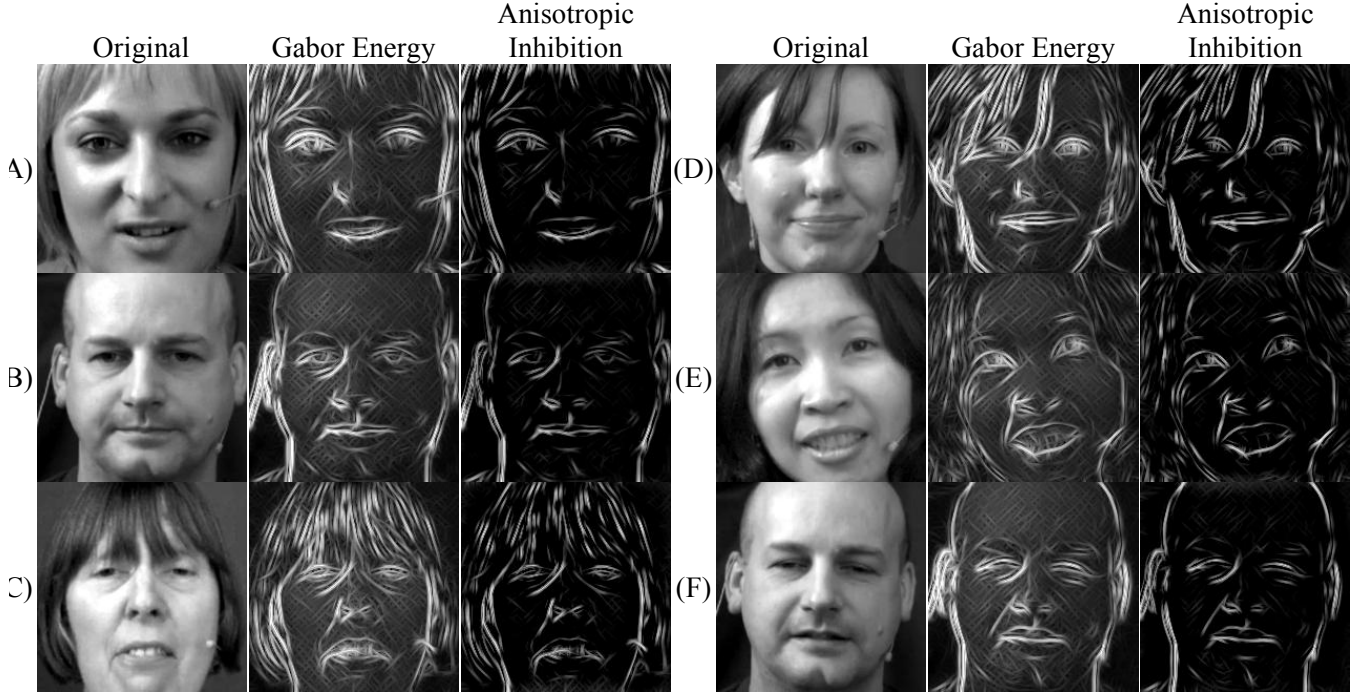 Anisotropic
Original Gabor Energy Inhibition
Anisotropic
Original Gabor Energy Inhibition
A)
B)
C)
(D)
(E)
(F)